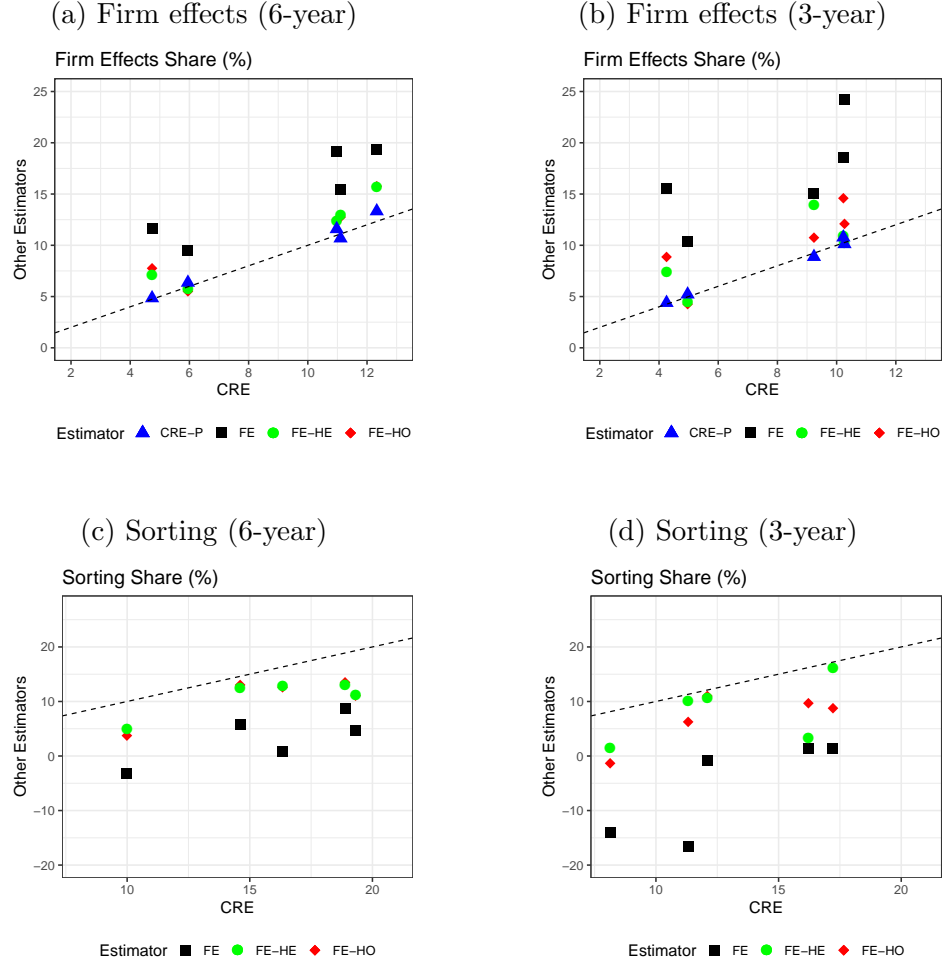 (a) Firm effects (6-year)
Firm Effects Share (%)
Other Estimators
25
20
15
10
5
0
2 4 6 8 10 12
CRE
Estimator CRE−P FE FE−HE FE−HO
(b) Firm effects (3-year)
Firm Effects Share (%)
Other Estimators
25
20
15
10
5
0
2 4 6 8 10 12
CRE
Estimator CRE−P FE FE−HE FE−HO
(c) Sorting (6-year)
Sorting Share (%)
Other Estimators
20
10
0
−10
−20
10 15 20
CRE
Estimator FE FE−HE FE−HO
(d) Sorting (3-year)
Sorting Share (%)
Other Estimators
20
10
0
−10
−20
10 15 20
CRE
Estimator FE FE−HE FE−HO